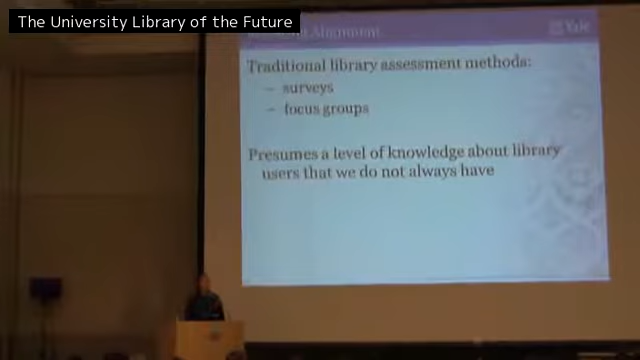 The University Library of the Future
Alignment
Yale
Traditional library assessment methods:
– surveys
– focus groups
Presumes a level of knowledge about library
users that we do not always have